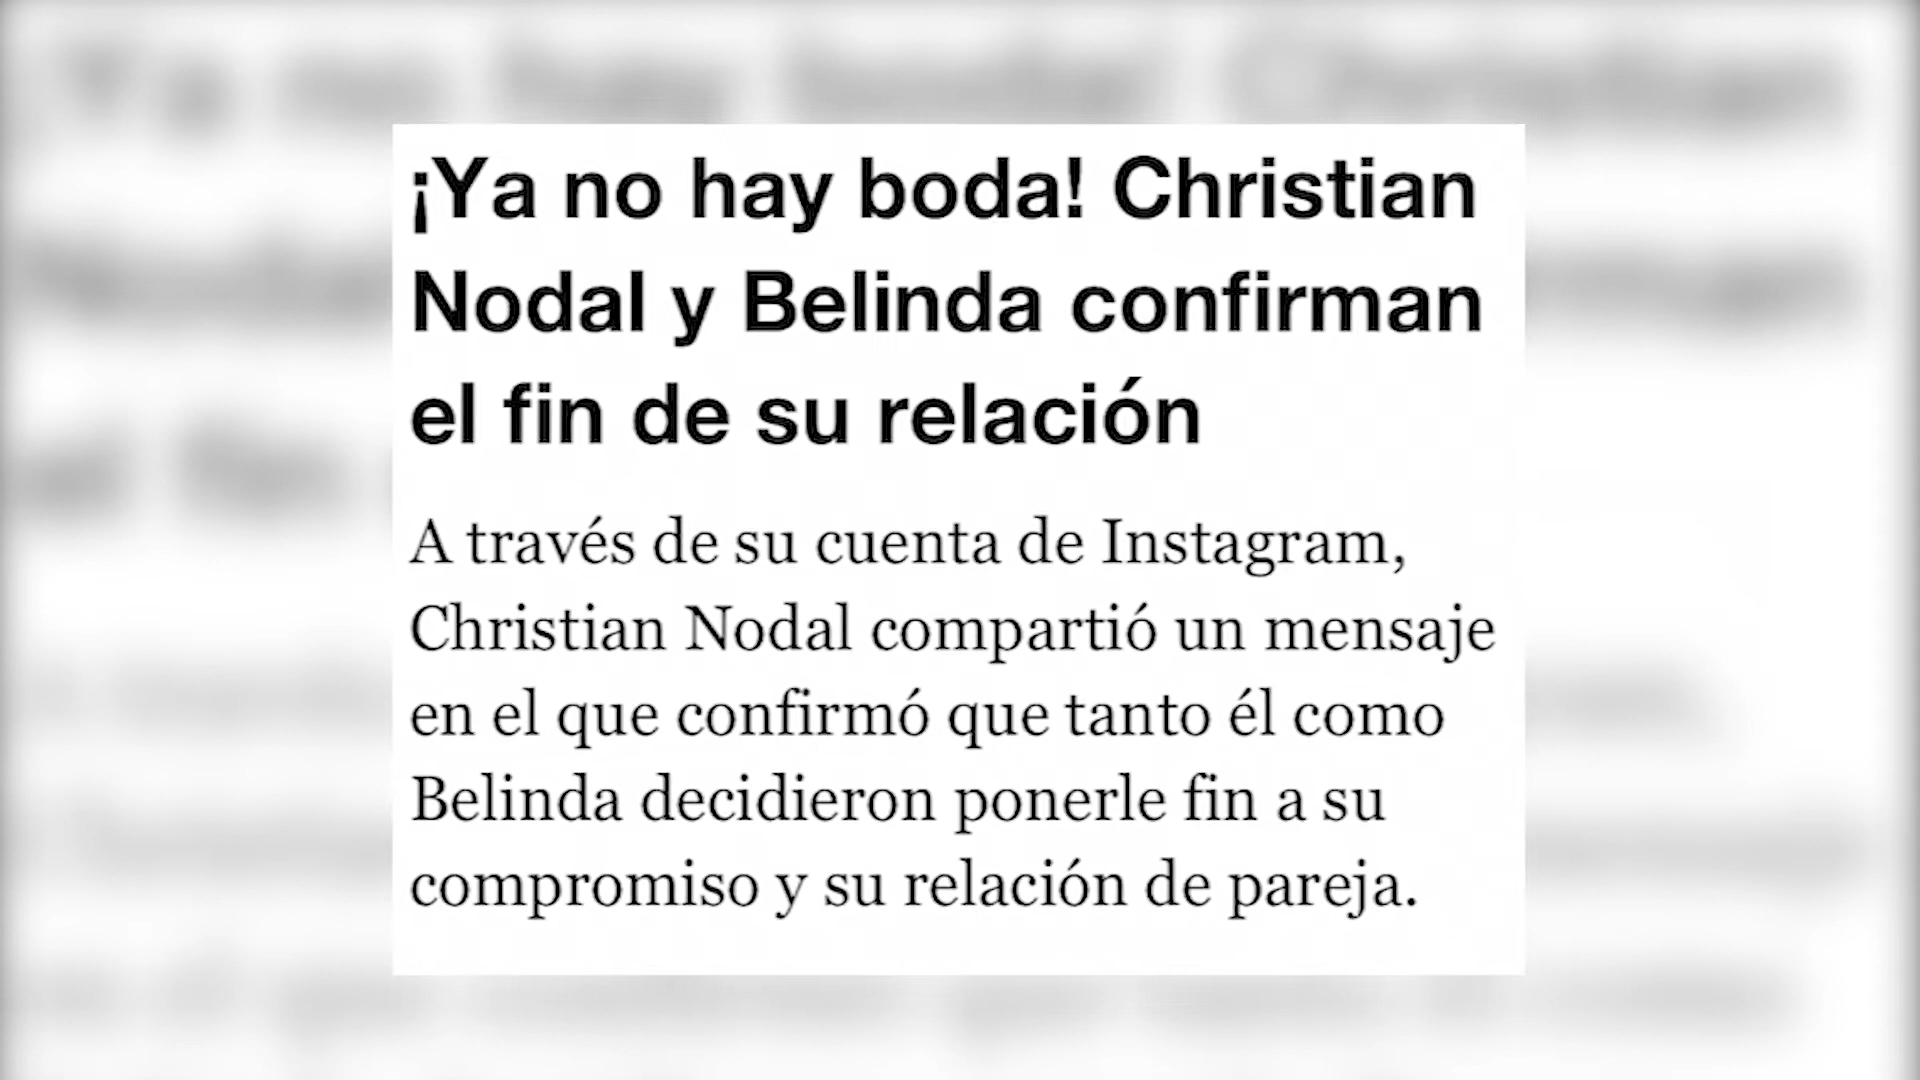 ¡Ya no hay boda! Christian
Nodal y Belinda confirman
el fin de su relación
A través de su cuenta de Instagram,
Christian Nodal compartió un mensaje
en el que confirmó que tanto él como
Belinda decidieron ponerle fin a su
compromiso y su relación de pareja.